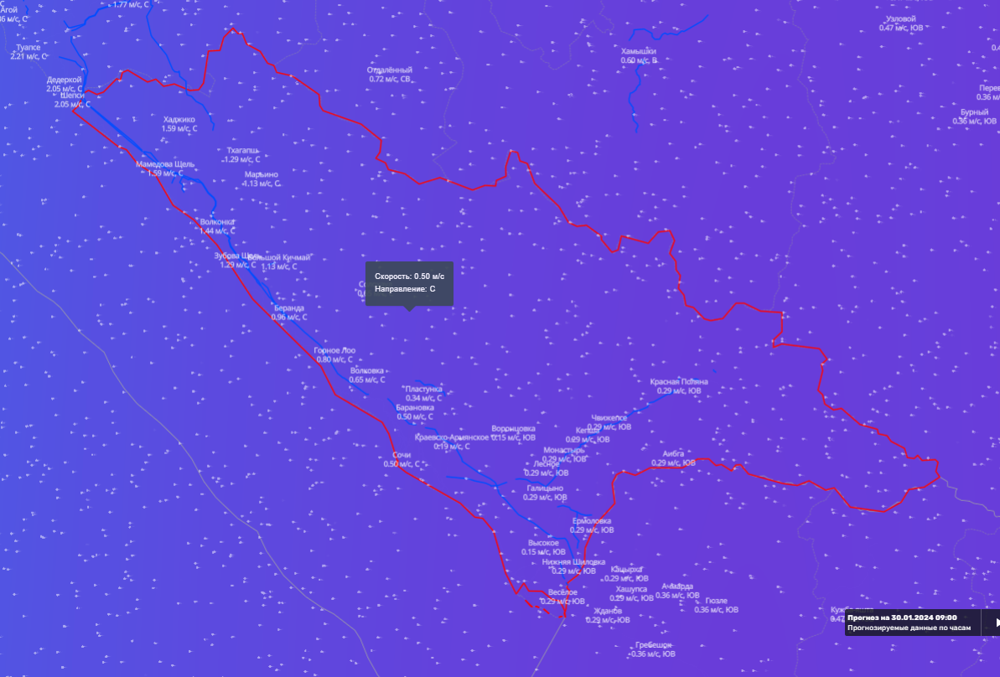 1.77 м/с, С
Агой
м/с, С
Узловой
0.47 м/с, ЮВ
Туапсе
2.21 м/с, С
Хамышки
0.60 м/с, В
Отдалённый
0.72 м/с, СВ
Дедеркой
2.05 м/с, С
Шепси
2.05 м/с, С
0.36 м/с
Бурный
0.36 м/с, ЮВ
Хаджико
1.59 м/с, С
Тхагапш
1.29 м/с, С
Мамедова Щель
1.59 м/с, С
Марьино
1.13 м/с, С
Волконка
1.44 м/с, С
Зубова Щель
1.29 м/с, С
Большой Кичмай
1.13 м/с, С
Скорость: 0.50 м/с
Направление: С
Беранда
0.96 м/с, С
Горное Лоо
0.80 м/с, С
Волковка
0.65 м/с, С
Пластунка
0.34 м/с, С
Красная Поляна
0.29 м/с, ЮВ
Барановка
0.50 м/с, С
Чвижепсе
0.29 м/с, ЮВ
Воронцовка
0.15 м/с, ЮВ
Кепша
0.29 м/с, ЮВ
Краевско-Армянское
0.19 м/с, С
Монастырь
0.29 м/с, ЮВ
Сочи
0.50 м/с, С
Аибга
0.29 м/с, ЮВ
Лесное
0.29 м/с, ЮВ
Галицыно
0.29 м/с, ЮВ
Ермоловка
0.29 м/с, ЮВ
Высокое
0.15 м/с, ЮВ
Нижняя Шиловка
0.29 м/с, ЮВ
Кацырха
0.29 м/с, ЮВ
Весёлое
0.29 м/с, ЮВ
Хашупса
0.29 м/с, ЮВ
Ачмарда
0.36 м/с, ЮВ
Гюзле
0.36 м/с, ЮВ
Жданов
0.29 м/с, ЮВ
Гребешок
0.36 м/с, ЮВ
Прогноз на 30.01.2024 09:00
Прогнозируемые данные по часам